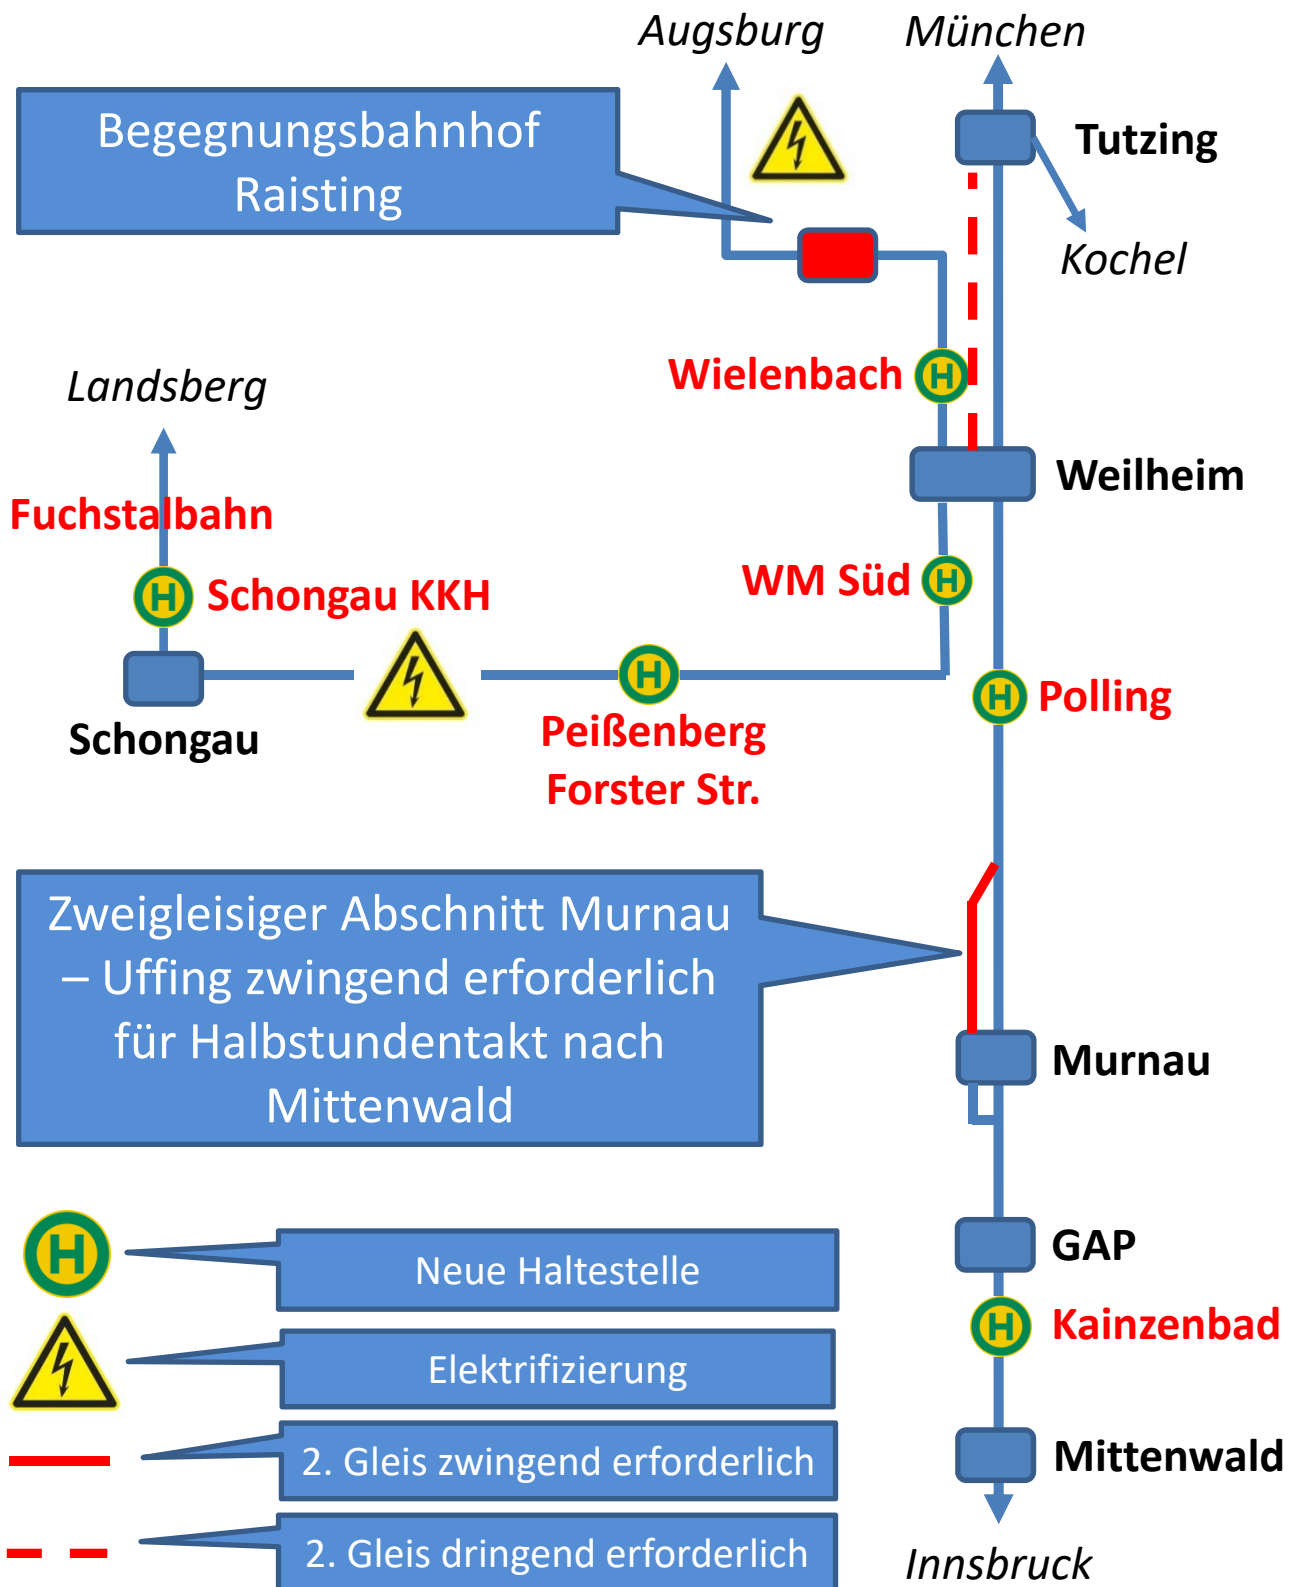 Augsburg
München
Begegnungsbahnhof
Raisting
Tutzing
Kochel
Wielenbach
H
Landsberg
Weilheim
Fuchstalbahn
WM Süd
H
H
Schongau KKH
H
Peißenberg
Forster Str.
H
Polling
Schongau
Zweigleisiger Abschnitt Murnau
– Uffing zwingend erforderlich
für Halbstundentakt nach
Mittenwald
Murnau
H
Neue Haltestelle
GAP
H
Kainzenbad
Elektrifizierung
2. Gleis zwingend erforderlich
Mittenwald
2. Gleis dringend erforderlich
Innsbruck